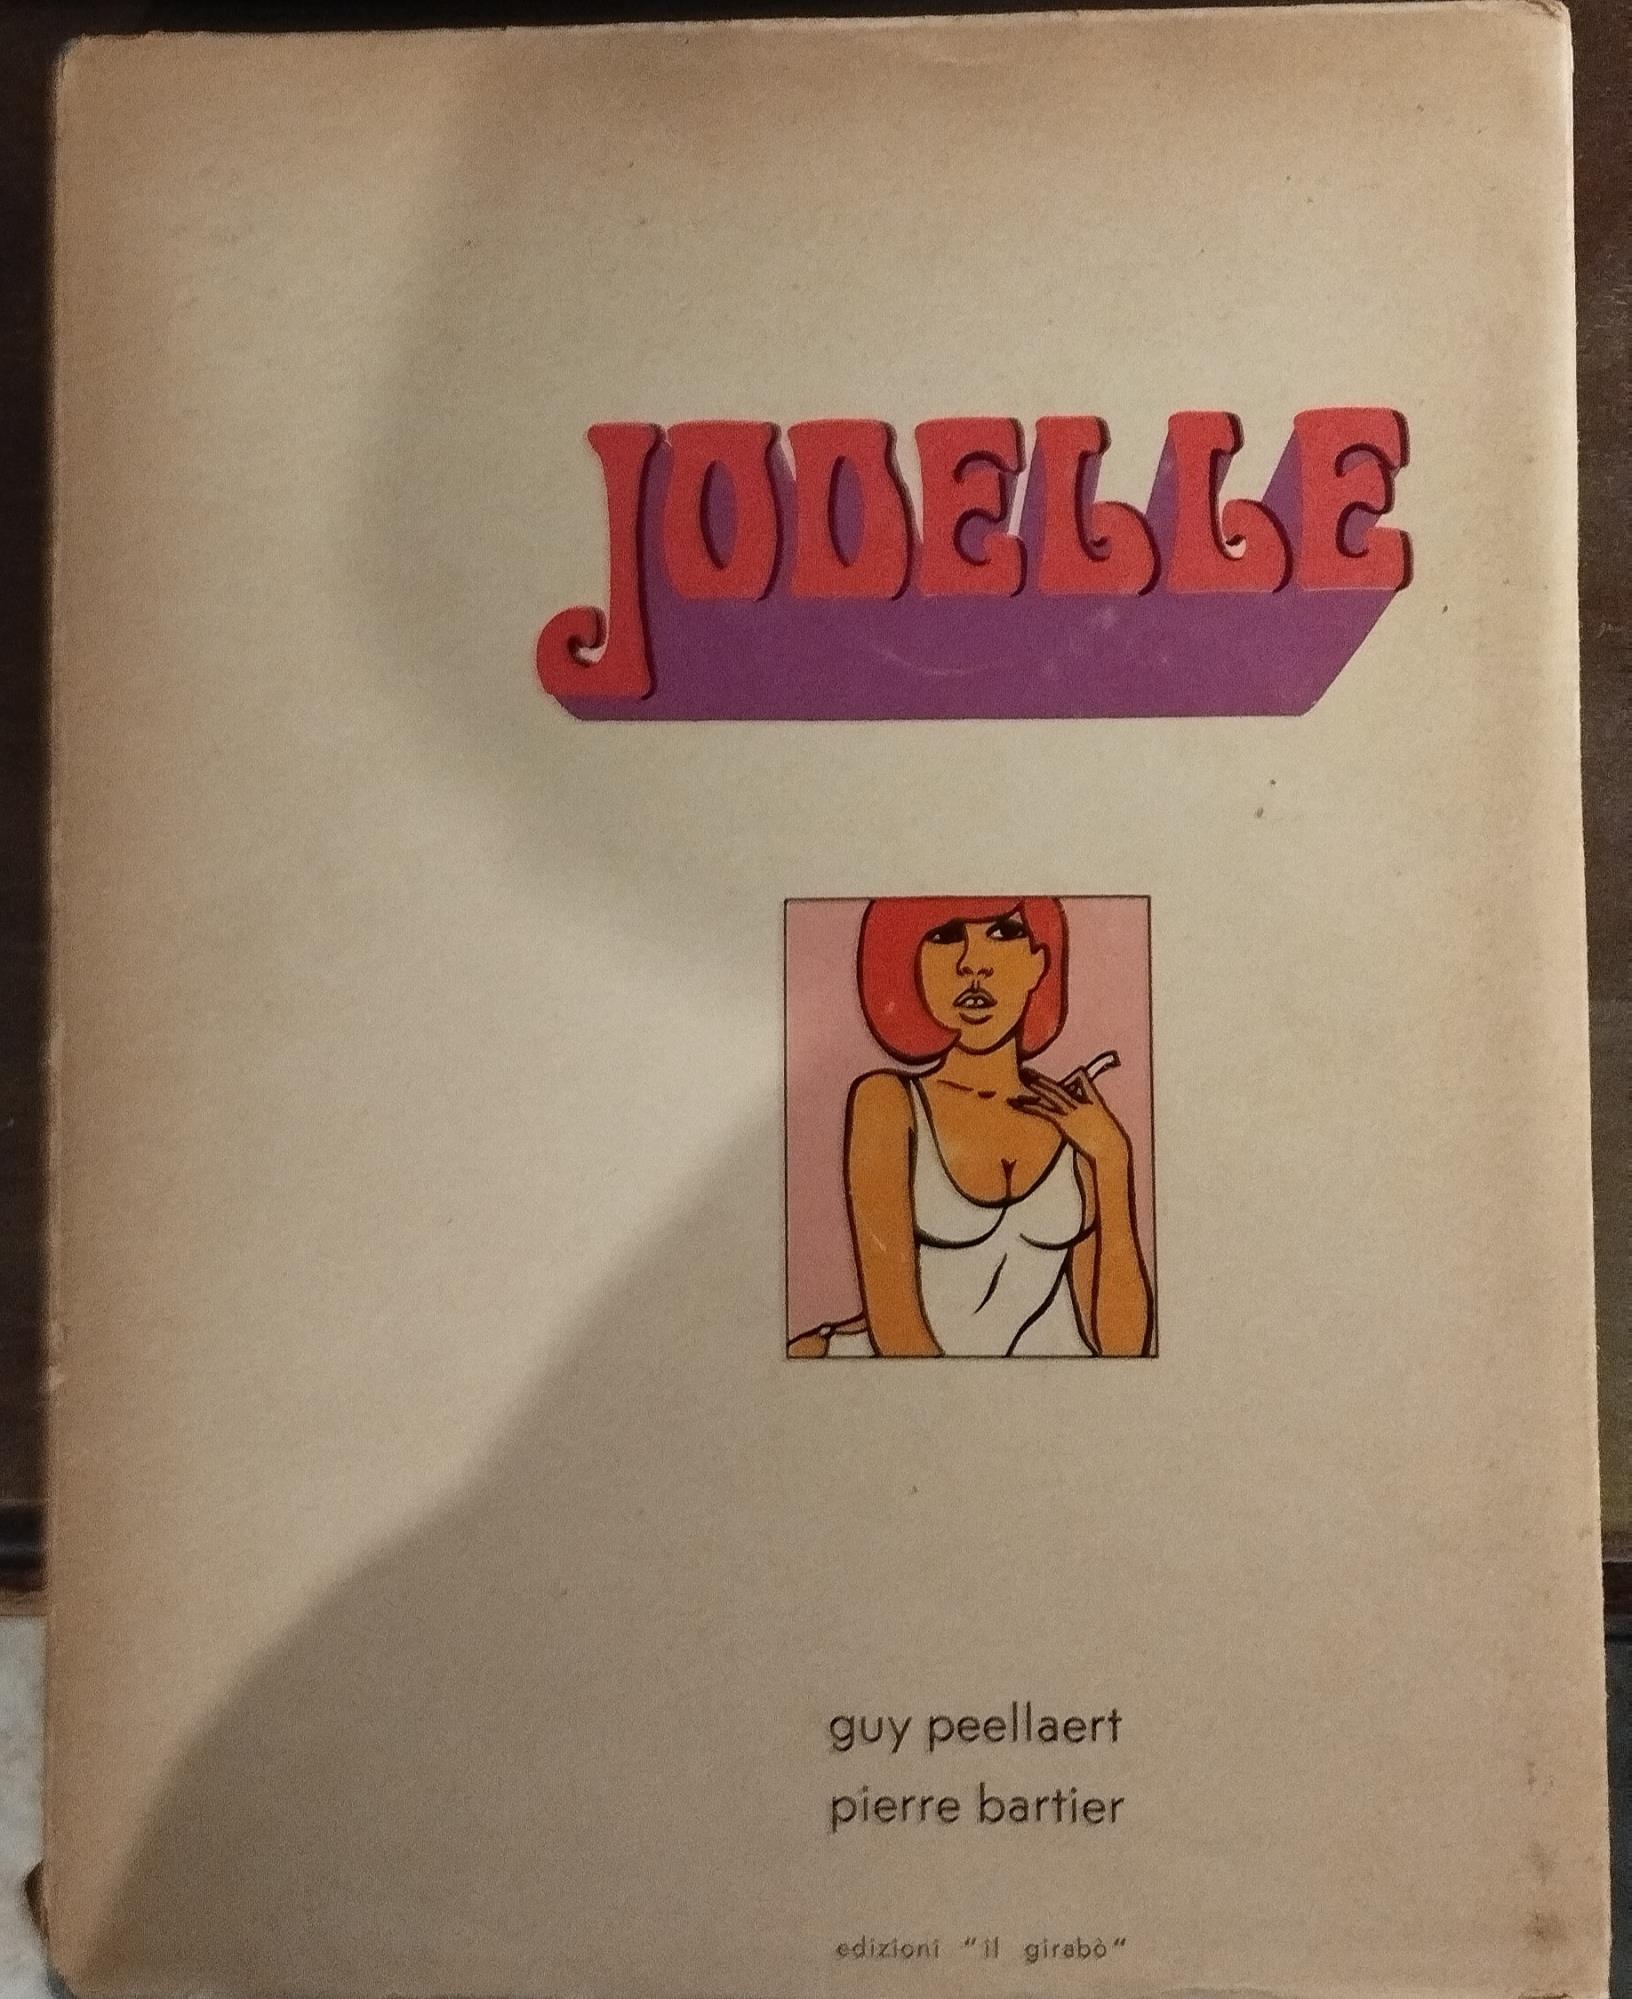 JODELLE
guy peellaert
pierre bartier
edizioni "il girabò"